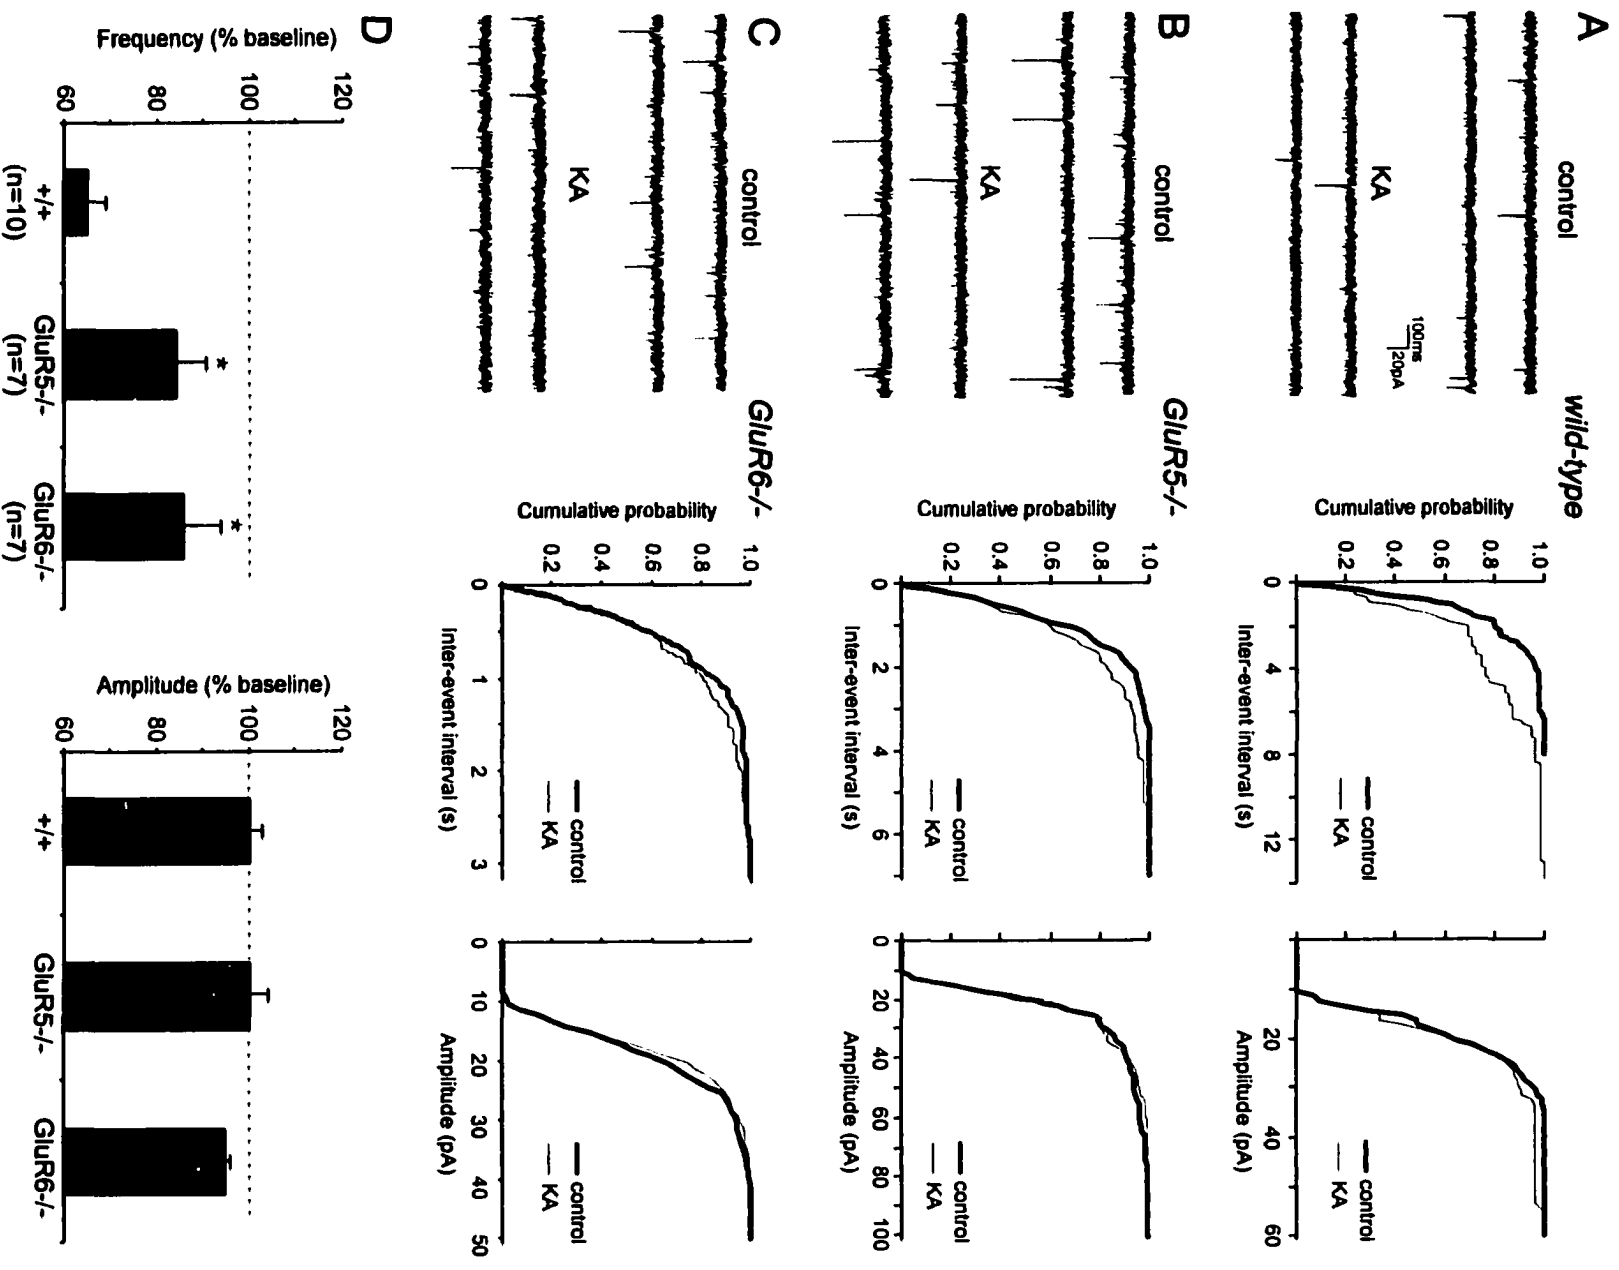 A
wild-type
control
KA
100ms
20pA
Cumulative probability
1.0
0.8
0.6
0.4
0.2
0
4
8
12
Inter-event interval (s)
control
KA
20
40
60
Amplitude (pA)
control
KA
B
GluR5-/-
control
KA
Cumulative probability
1.0
0.8
0.6
0.4
0.2
0
2
4
6
Inter-event interval (s)
control
KA
0
20
40
60
80
100
Amplitude (pA)
control
KA
C
GluR6-/-
control
KA
Cumulative probability
1.0
0.8
0.6
0.4
0.2
0
1
2
3
Inter-event interval (s)
control
KA
0
10
20
30
40
50
Amplitude (pA)
control
KA
D
Frequency (% baseline)
120
100
80
60
* *
+/+ GluR5-/- GluR6-/-
(n=10) (n=7) (n=7)
Amplitude (% baseline)
120
100
80
60
+/+ GluR5-/- GluR6-/-